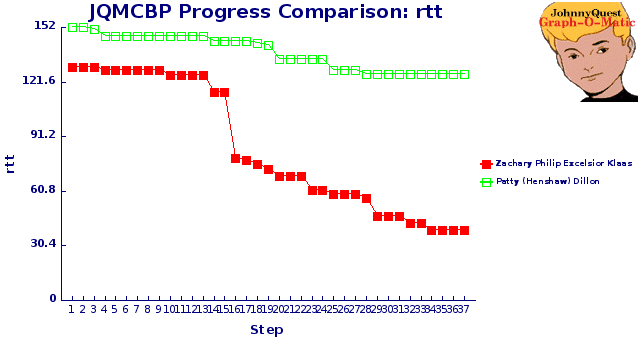 JQMCBP Progress Comparison: rtt
JohnnyQuest
Graph-O-Matic
152
121.6
91.2
60.8
30.4
0
rtt
1 2 3 4 5 6 7 8 9 10 11 12 13 14 15 16 17 18 19 20 21 22 23 24 25 26 27 28 29 30 31 32 33 34 35 36 37
Step
Zachary Philip Excelsior Klaas
Patty (Henshaw) Dillon